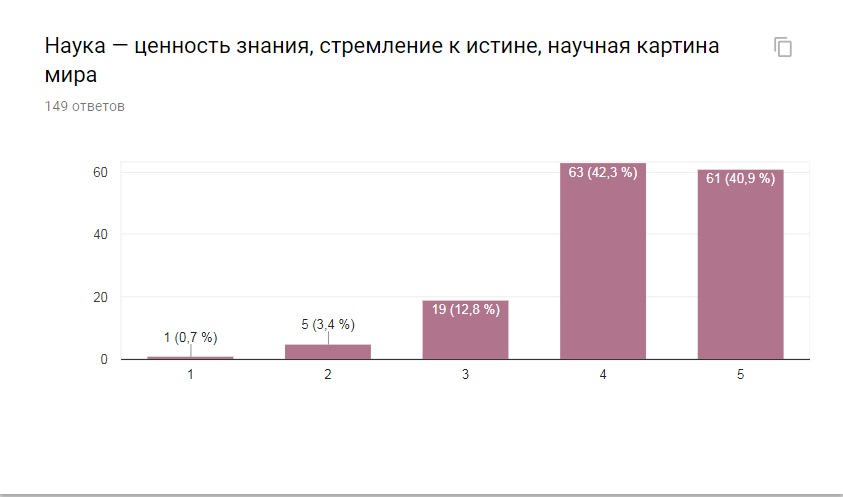 Наука — ценность знания, стремление к истине, научная картина
мира
149 ответов
60
40
20
0
1 (0,7 %)
5 (3,4 %)
19 (12,8 %)
63 (42,3 %)
61 (40,9 %)
1
2
3
4
5